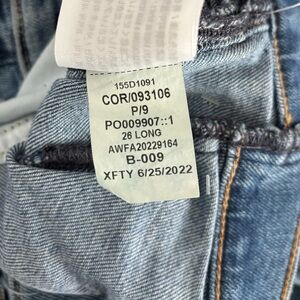 155D1091
COR/093106
P/9
PO009907::1
26 LONG
AWFA20229164
B-009
XFTY 6/25/2022